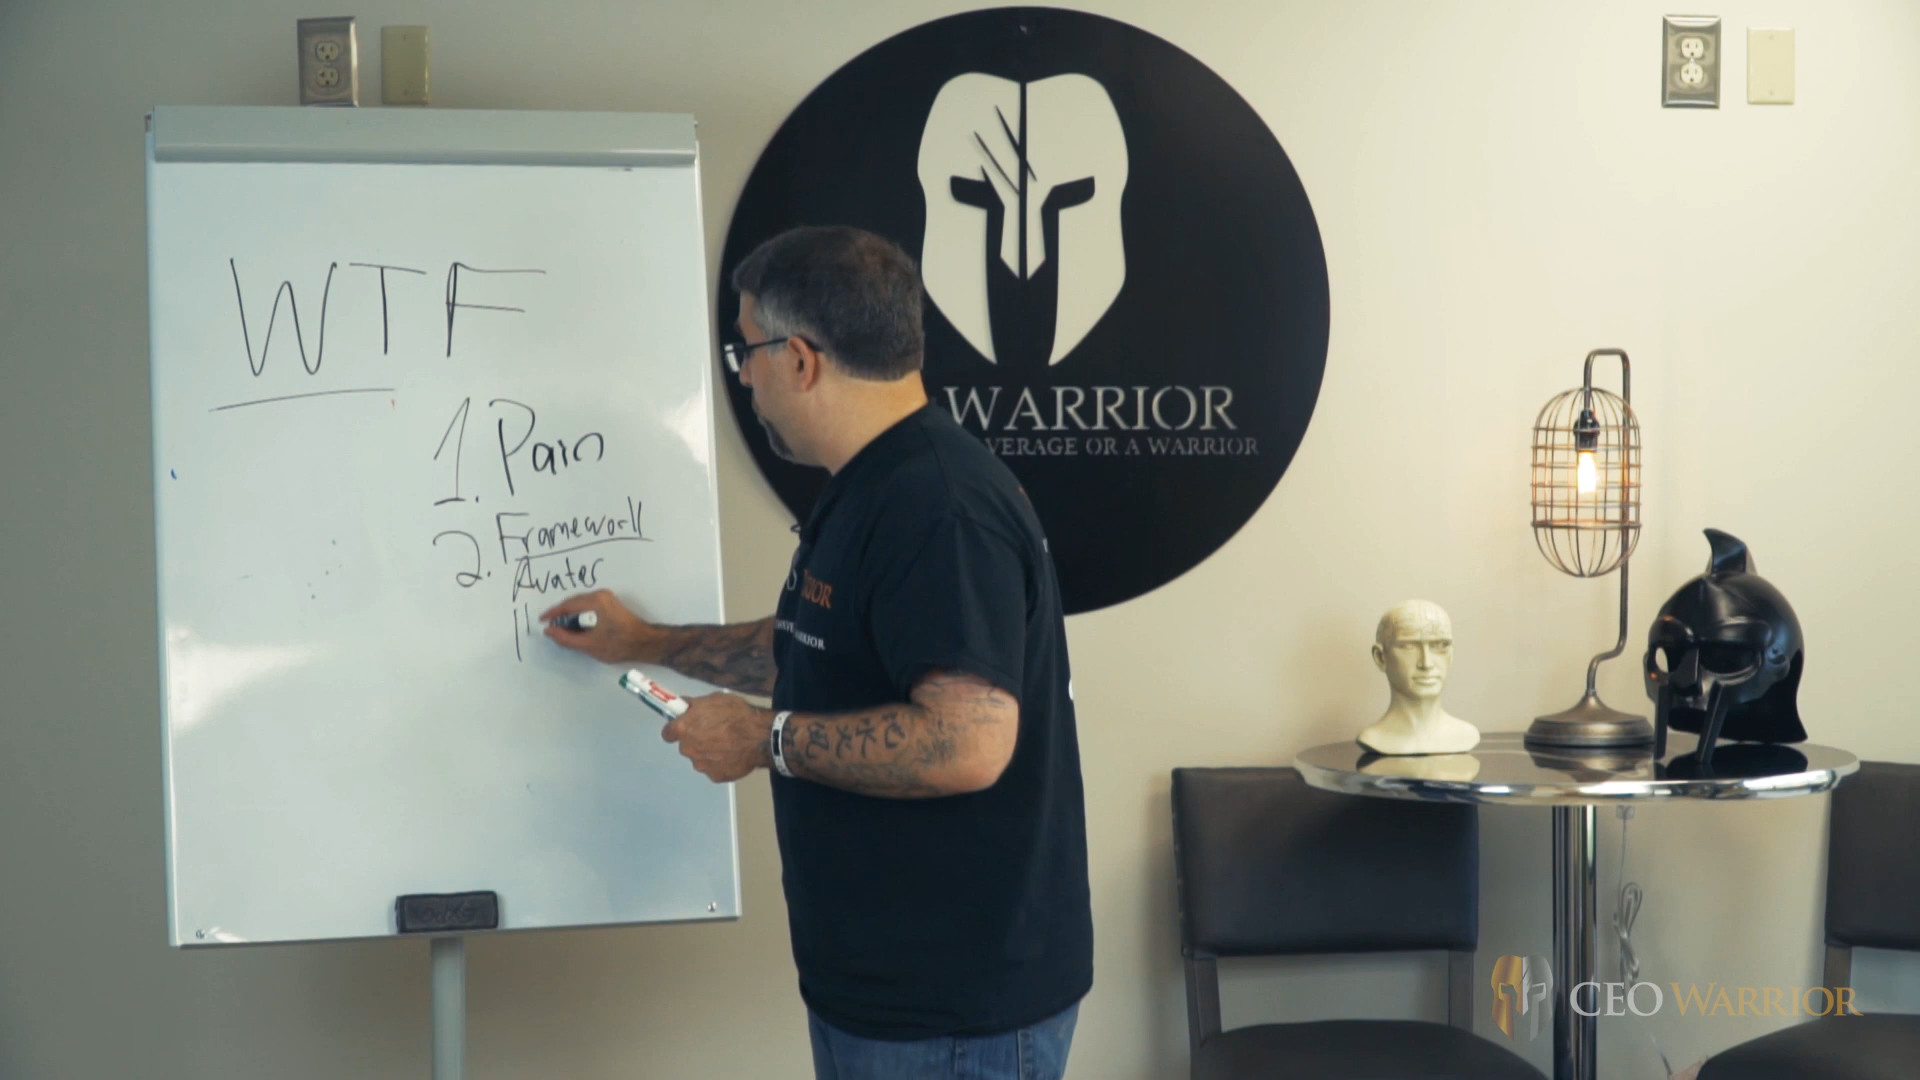 WTF
1. Pain
2. Framework
Avater
WARRIOR
VERAGE OR A WARRIOR
CEO WARRIOR